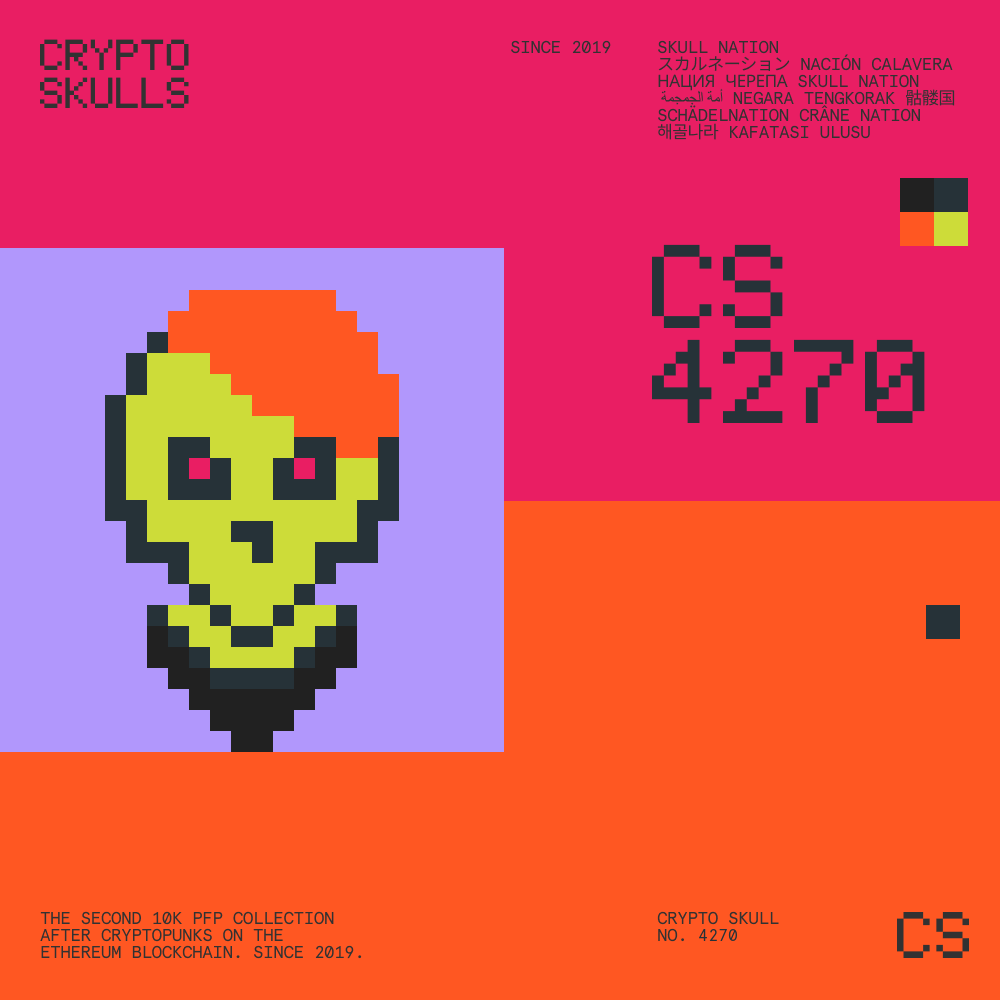 CRYPTO
SKULLS
SINCE 2019
SKULL NATION
スカルネーション NACIÓN CALAVERA
НАЦИЯ ЧЕРЕПА SKULL NATION
أمة الجمجمة NEGARA TENGKORAK 骷髅国
SCHÄDELNATION CRÂNE NATION
해골나라 KAFATASI ULUSU
CS
4270
THE SECOND 10K PFP COLLECTION
AFTER CRYPTOPUNKS ON THE
ETHEREUM BLOCKCHAIN. SINCE 2019.
CRYPTO SKULL
NO. 4270
CS